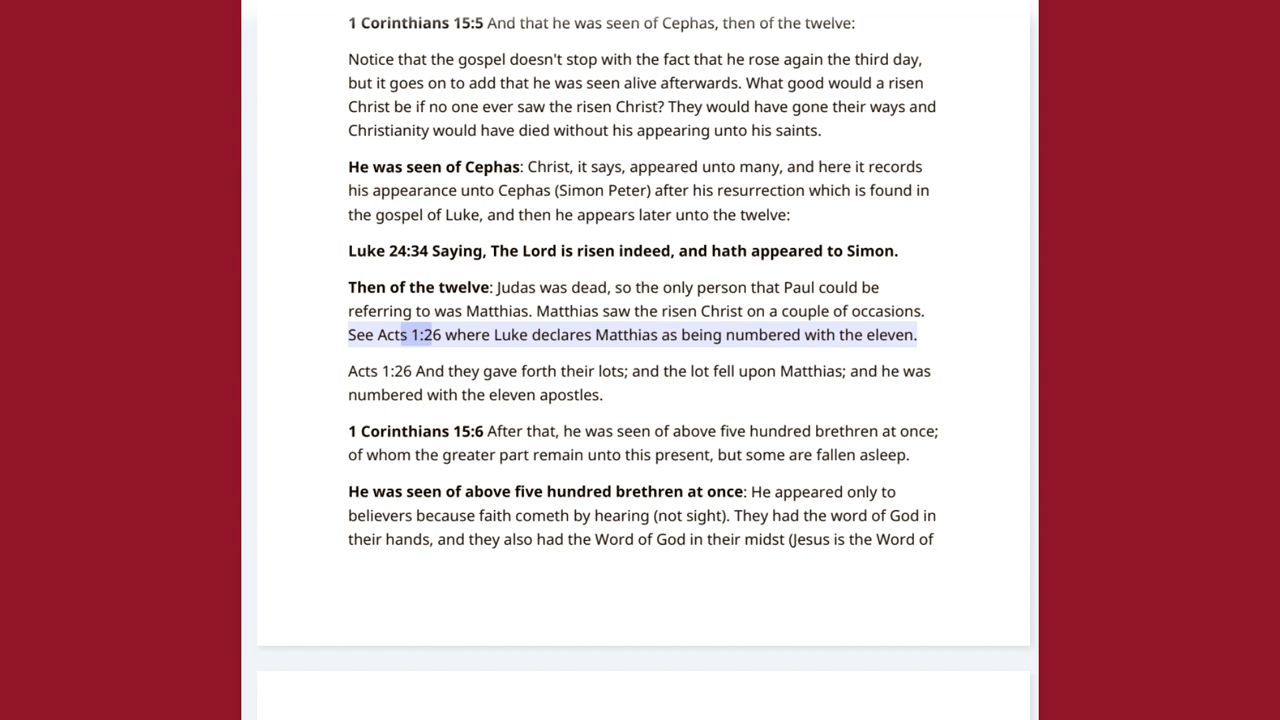 1 Corinthians 15:5 And that he was seen of Cephas, then of the twelve:
Notice that the gospel doesn't stop with the fact that he rose again the third day,
but it goes on to add that he was seen alive afterwards. What good would a risen
Christ be if no one ever saw the risen Christ? They would have gone their ways and
Christianity would have died without his appearing unto his saints.
He was seen of Cephas: Christ, it says, appeared unto many, and here it records
his appearance unto Cephas (Simon Peter) after his resurrection which is found in
the gospel of Luke, and then he appears later unto the twelve:
Luke 24:34 Saying, The Lord is risen indeed, and hath appeared to Simon.
Then of the twelve: Judas was dead, so the only person that Paul could be
referring to was Matthias. Matthias saw the risen Christ on a couple of occasions.
See Acts 1:26 where Luke declares Matthias as being numbered with the eleven.
Acts 1:26 And they gave forth their lots; and the lot fell upon Matthias; and he was
numbered with the eleven apostles.
1 Corinthians 15:6 After that, he was seen of above five hundred brethren at once;
of whom the greater part remain unto this present, but some are fallen asleep.
He was seen of above five hundred brethren at once: He appeared only to
believers because faith cometh by hearing (not sight). They had the word of God in
their hands, and they also had the Word of God in their midst (Jesus is the Word of